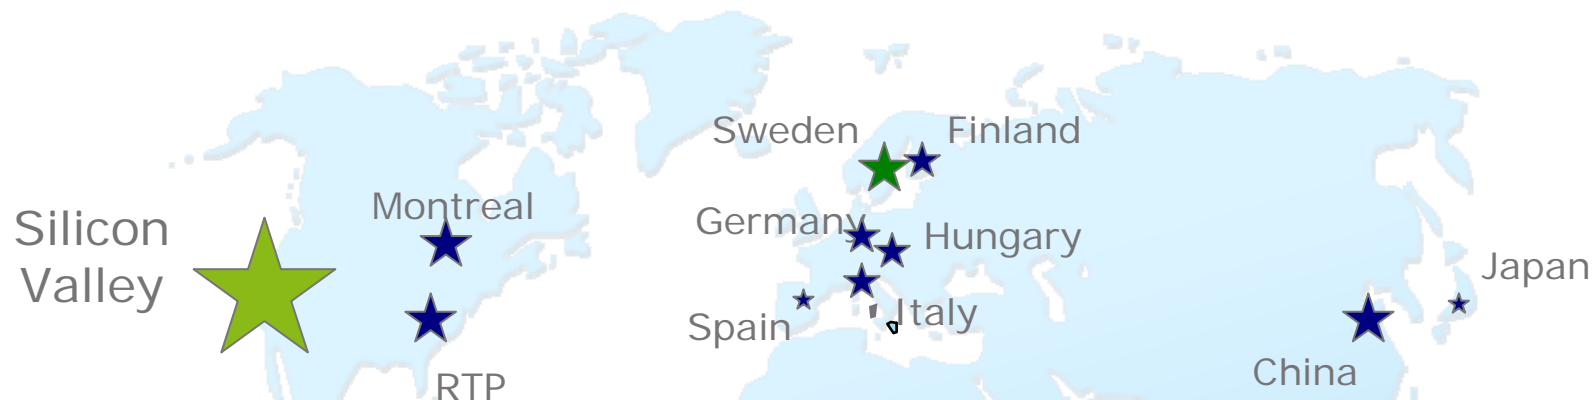 Sweden
Finland
Montreal
Silicon
Valley
Germany
Hungary
Japan
Spain
Italy
China
RTP